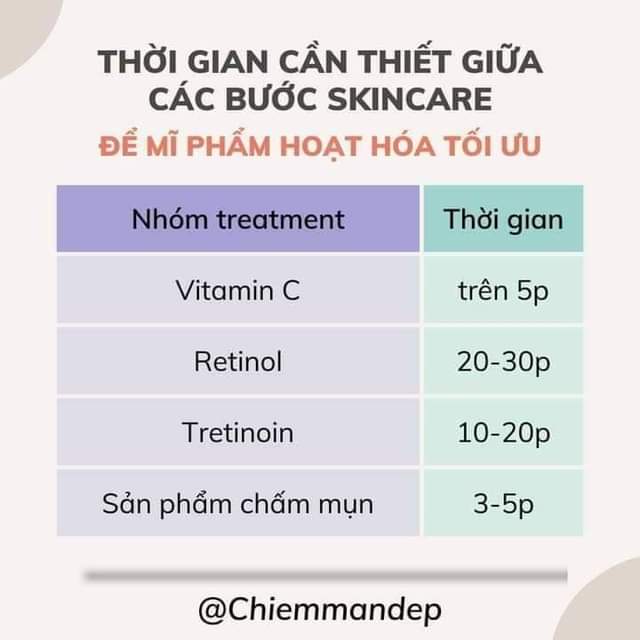 THỜI GIAN CẦN THIẾT GIỮA
CÁC BƯỚC SKINCARE
ĐỂ MĨ PHẨM HOẠT HÓA TỐI ƯU
Nhóm treatment Thời gian
Vitamin C trên 5p
Retinol 20-30p
Tretinoin 10-20p
Sản phẩm chấm mụn 3-5p
@Chiemmandep